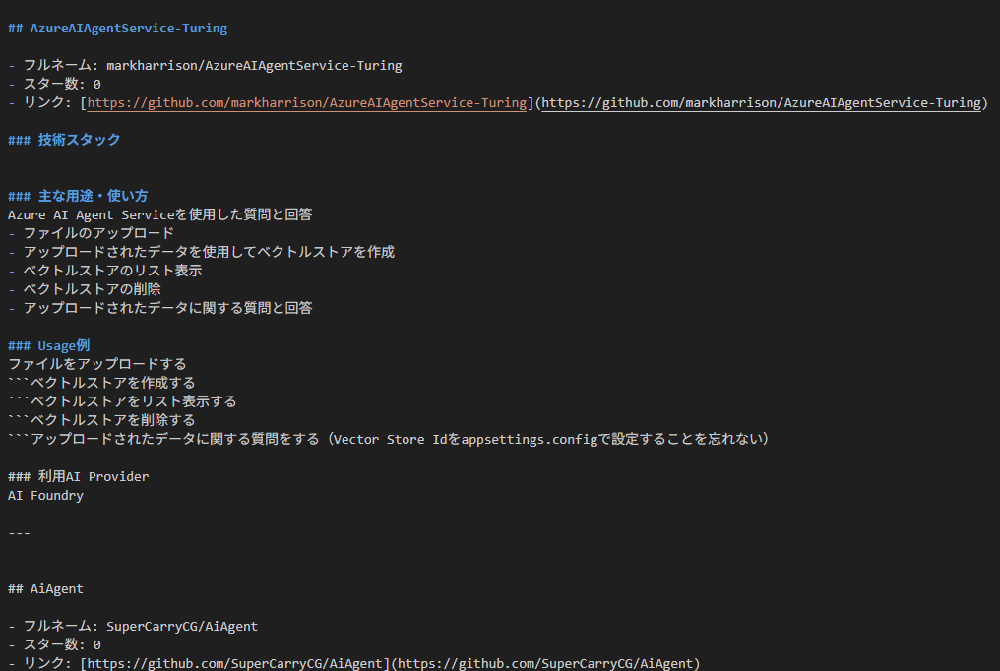 ## AzureAIAgentService-Turing
- フルネーム: markharrison/AzureAIAgentService-Turing
- スター数: 0
- リンク: [https://github.com/markharrison/AzureAIAgentService-Turing](https://github.com/markharrison/AzureAIAgentService-Turing)
### 技術スタック
### 主な用途・使い方
Azure AI Agent Serviceを使用した質問と回答
- ファイルのアップロード
- アップロードされたデータを使用してベクトルストアを作成
- ベクトルストアのリスト表示
- ベクトルストアの削除
- アップロードされたデータに関する質問と回答
### Usage例
ファイルをアップロードする
```ベクトルストアを作成する
```ベクトルストアをリスト表示する
```ベクトルストアを削除する
```アップロードされたデータに関する質問をする（Vector Store Idをappsettings.configで設定することを忘れない）
### 利用AI Provider
AI Foundry
---
## AiAgent
- フルネーム: SuperCarryCG/AiAgent
- スター数: 0
- リンク: [https://github.com/SuperCarryCG/AiAgent](https://github.com/SuperCarryCG/AiAgent)